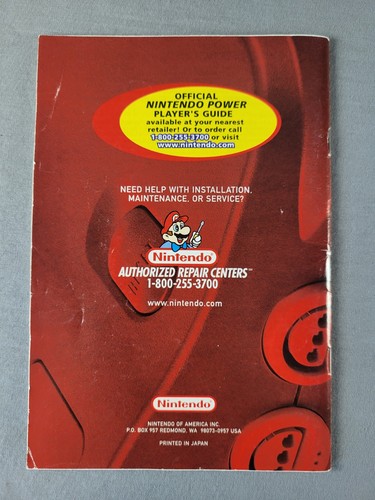 OFFICIAL
NINTENDO POWER
PLAYER'S GUIDE
available at your nearest
retailer! Or to order call
1-800-255-3700 or visit
www.nintendo.com
NEED HELP WITH INSTALLATION,
MAINTENANCE, OR SERVICE?
Nintendo®
AUTHORIZED REPAIR CENTERS™
1-800-255-3700
www.nintendo.com
Nintendo®
NINTENDO OF AMERICA INC.
P.O. BOX 957 REDMOND, WA 98073-0957 USA
PRINTED IN JAPAN